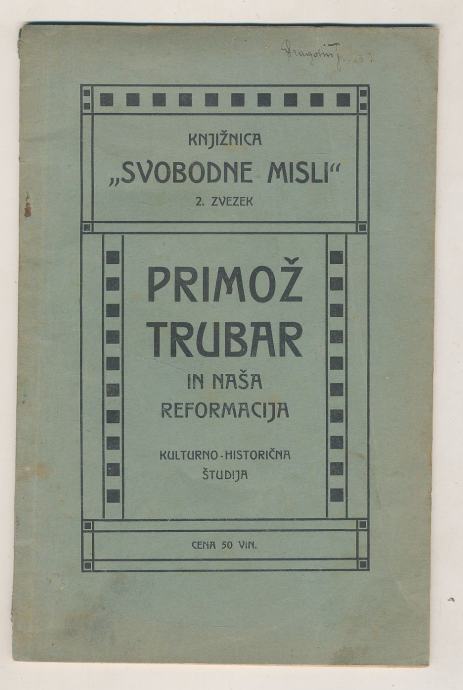 KNJIŽNICA
„SVOBODNE MISLI“
2. ZVEZEK
PRIMOŽ
TRUBAR
IN NAŠA
REFORMACIJA
KULTURNO-HISTORIČNA
ŠTUDIJA
CENA 50 VIN.